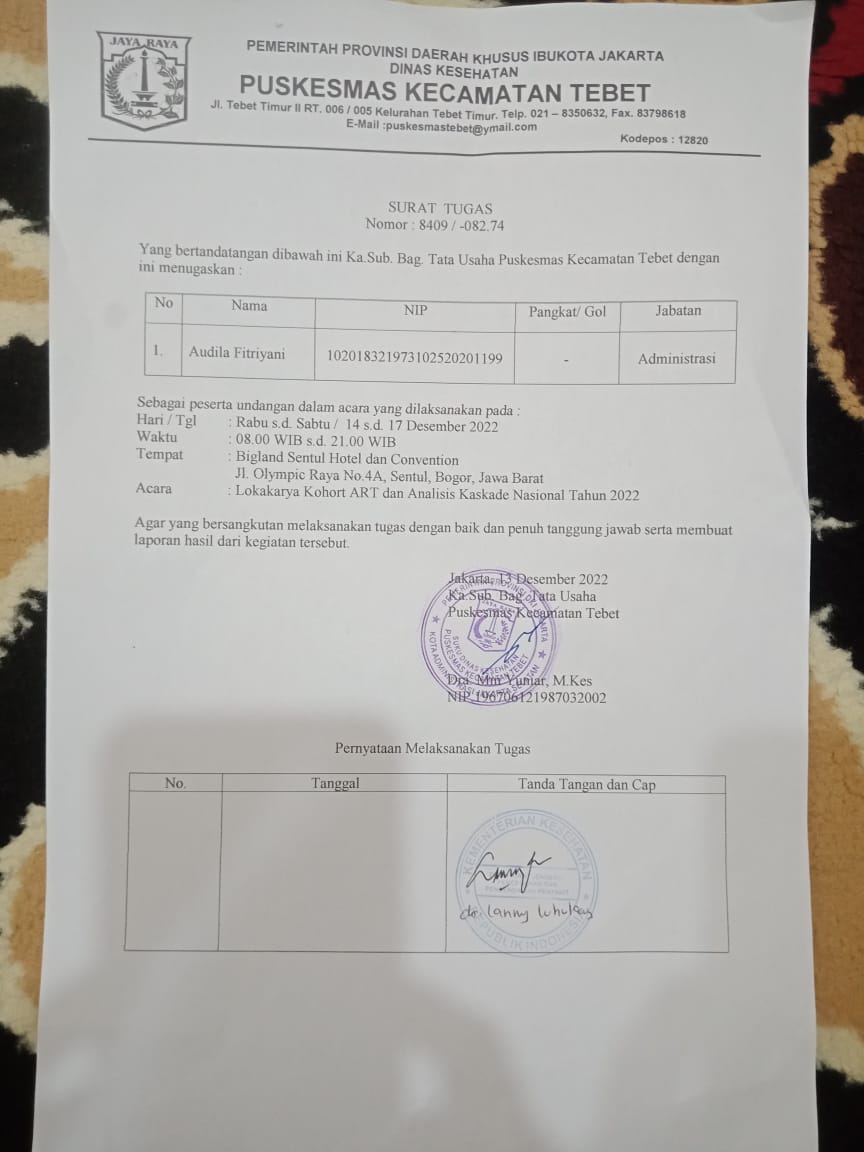 JAYA RAYA
PEMERINTAH PROVINSI DAERAH KHUSUS IBUKOTA JAKARTA
DINAS KESEHATAN
PUSKESMAS KECAMATAN TEBET
Jl. Tebet Timur II RT. 006 / 005 Kelurahan Tebet Timur. Telp. 021 – 8350632, Fax. 83798618
E-Mail :puskesmastebet@ymail.com
Kodepos : 12820
SURAT TUGAS
Nomor : 8409 / -082.74
Yang bertandatangan dibawah ini Ka.Sub. Bag. Tata Usaha Puskesmas Kecamatan Tebet dengan
ini menugaskan :
No Nama NIP Pangkat/ Gol Jabatan
1. Audila Fitriyani 102018321973102520201199 - Administrasi
Sebagai peserta undangan dalam acara yang dilaksanakan pada :
Hari / Tgl : Rabu s.d. Sabtu / 14 s.d. 17 Desember 2022
Waktu : 08.00 WIB s.d. 21.00 WIB
Tempat : Bigland Sentul Hotel dan Convention
Jl. Olympic Raya No.4A, Sentul, Bogor, Jawa Barat
Acara : Lokakarya Kohort ART dan Analisis Kaskade Nasional Tahun 2022
Agar yang bersangkutan melaksanakan tugas dengan baik dan penuh tanggung jawab serta membuat
laporan hasil dari kegiatan tersebut.
Jakarta, 13 Desember 2022
Ka.Sub. Bag. Tata Usaha
Puskesmas Kecamatan Tebet
SUKU DINAS KESEHATAN
PUSKESMAS KECAMATAN TEBET
Dra. Yuniar, M.Kes
NIP 196706121987032002
Pernyataan Melaksanakan Tugas
No. Tanggal Tanda Tangan dan Cap
KEMENTERIAN KESEHATAN
dr. Lanny
REPUBLIK INDONESIA